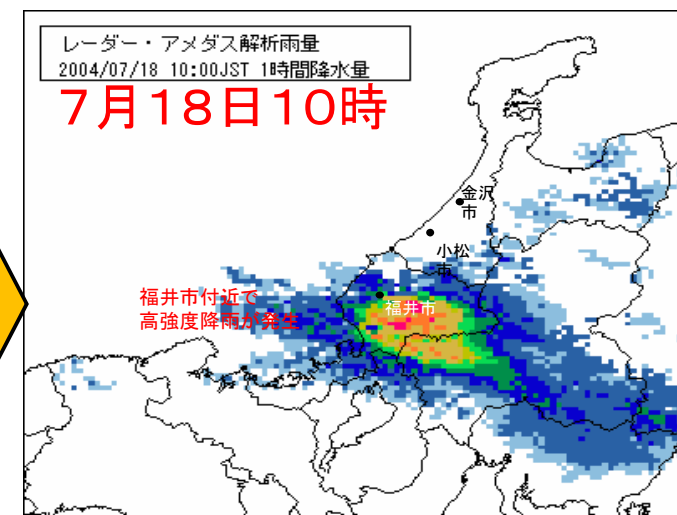 レーダー・アメダス解析雨量
2004/07/18 10:00JST 1時間降水量
7月18日10時
金沢
市
小松
市
福井市付近で
高強度降雨が発生
福井市